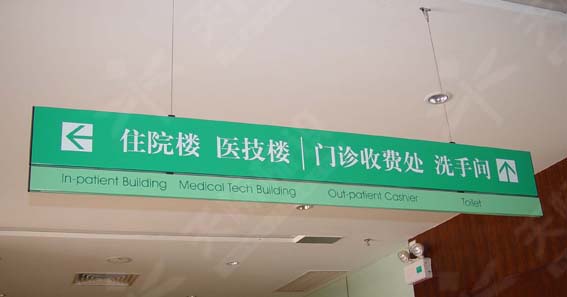 住院楼 医技楼 门诊收费处 洗手间
In-patient Building Medical Tech Building Out-patient Cashier Toilet